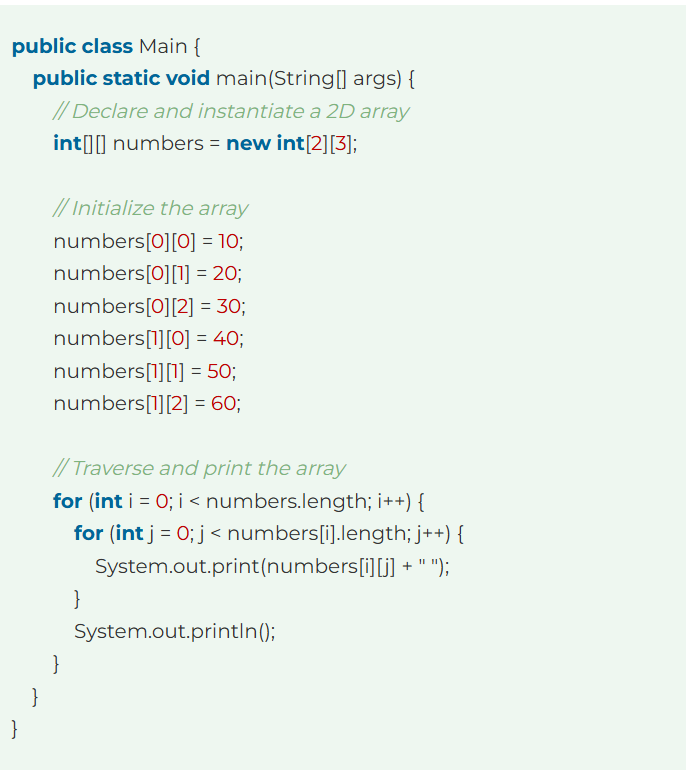 public class Main {
public static void main(String[] args) {
// Declare and instantiate a 2D array
int[][] numbers = new int[2][3];
// Initialize the array
numbers[0][0] = 10;
numbers[0][1] = 20;
numbers[0][2] = 30;
numbers[1][0] = 40;
numbers[1][1] = 50;
numbers[1][2] = 60;
// Traverse and print the array
for (int i = 0; i < numbers.length; i++) {
for (int j = 0; j < numbers[i].length; j++) {
System.out.print(numbers[i][j] + " ");
}
System.out.println();
}
}
}